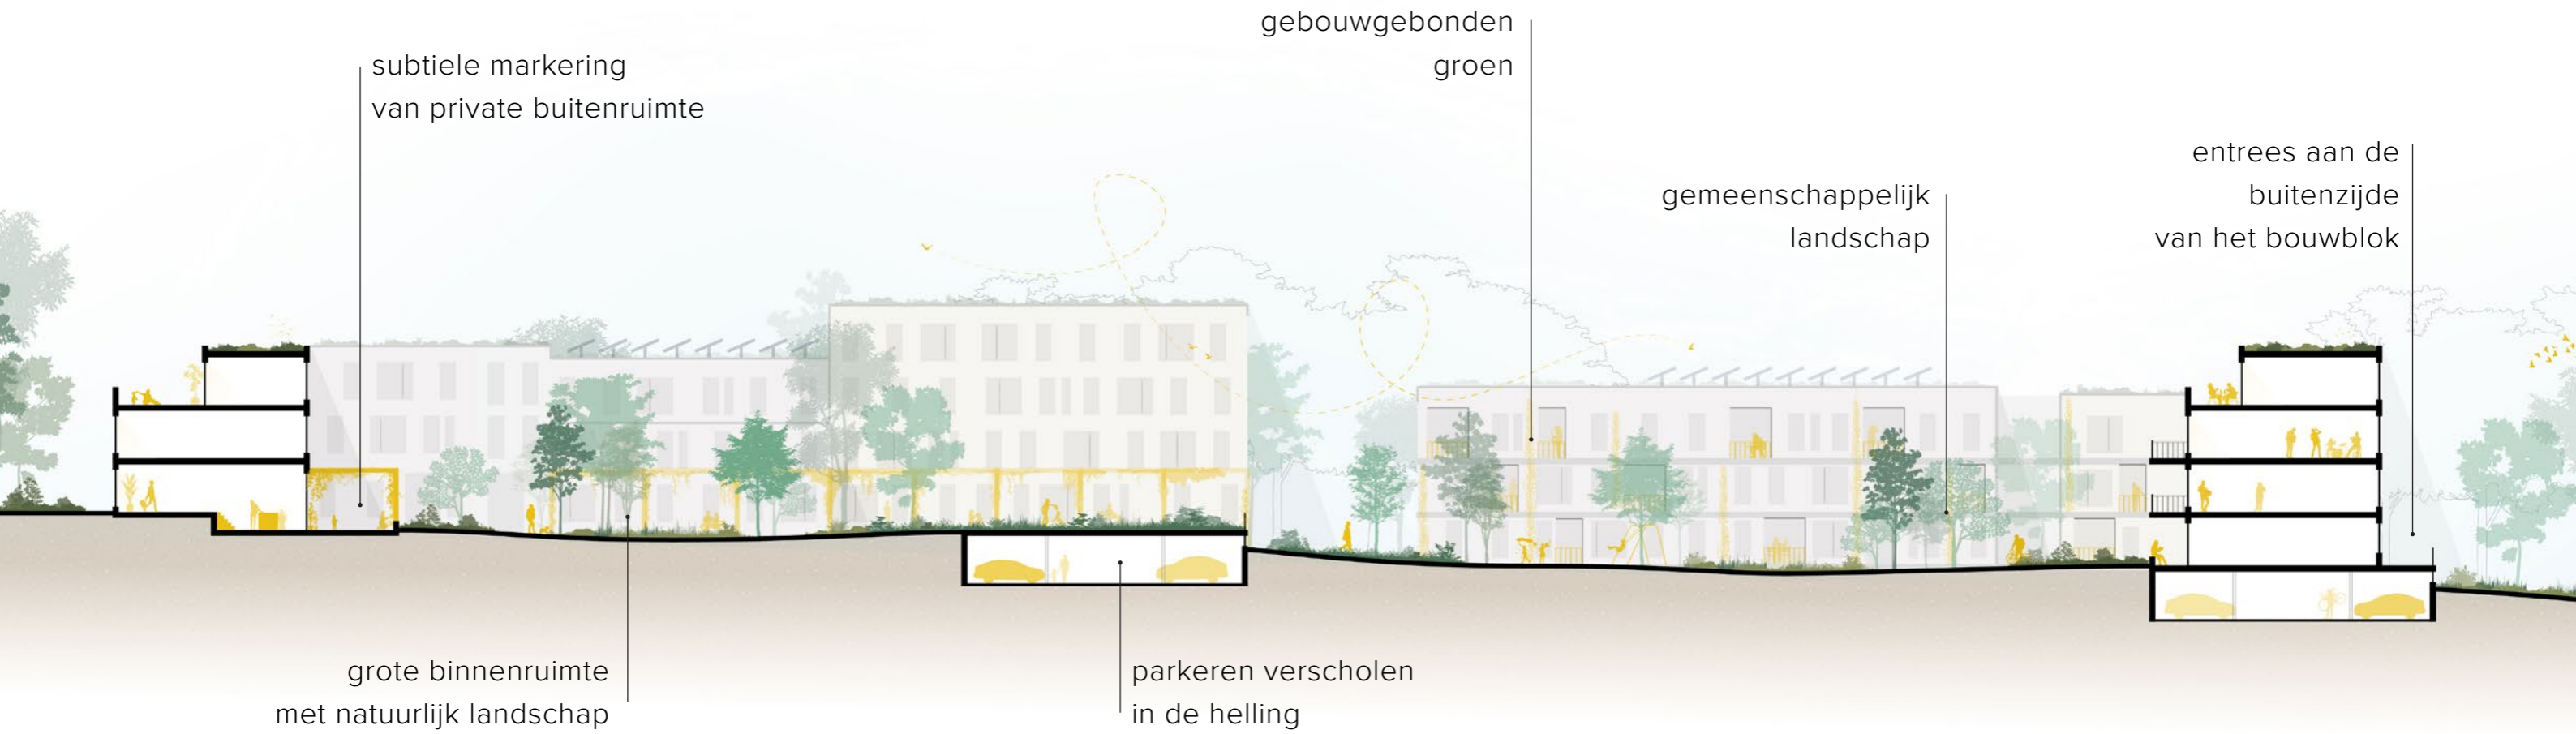 subtiele markering
van private buitenruimte
gebouwgebonden
groen
gemeenschappelijk
landschap
entrees aan de
buitenzijde
van het bouwblok
grote binnenruimte
met natuurlijk landschap
parkeren verscholen
in de helling